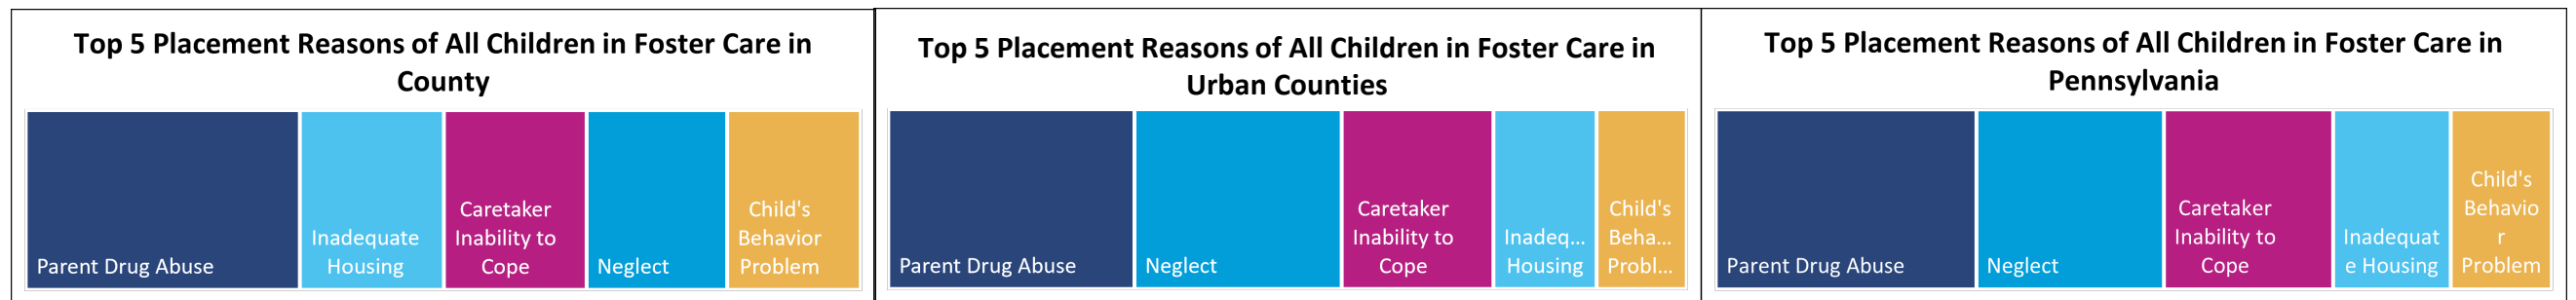 Top 5 Placement Reasons of All Children in Foster Care in
County
Parent Drug Abuse
Inadequate
Housing
Caretaker
Inability to
Cope
Neglect
Child's
Behavior
Problem
Top 5 Placement Reasons of All Children in Foster Care in
Urban Counties
Parent Drug Abuse
Neglect
Caretaker
Inability to
Cope
Inadeq...
Housing
Child's
Beha...
Probl...
Top 5 Placement Reasons of All Children in Foster Care in
Pennsylvania
Parent Drug Abuse
Neglect
Caretaker
Inability to
Cope
Inadequat
e Housing
Child's
Behavio
r
Problem